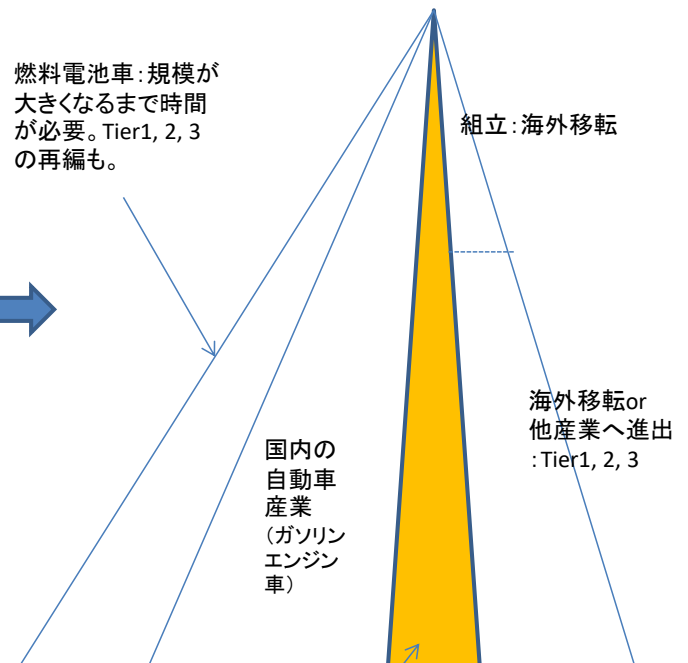 燃料電池車：規模が
大きくなるまで時間
が必要。Tier1, 2, 3
の再編も。
組立：海外移転
海外移転or
他産業へ進出
：Tier1, 2, 3
国内の
自動車
産業
（ガソリン
エンジン
車）